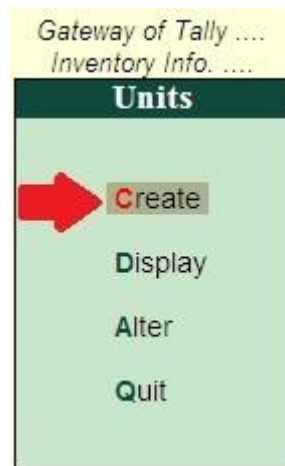 Gateway of Tally ....
Inventory Info. ....
Units
Create
Display
Alter
Quit